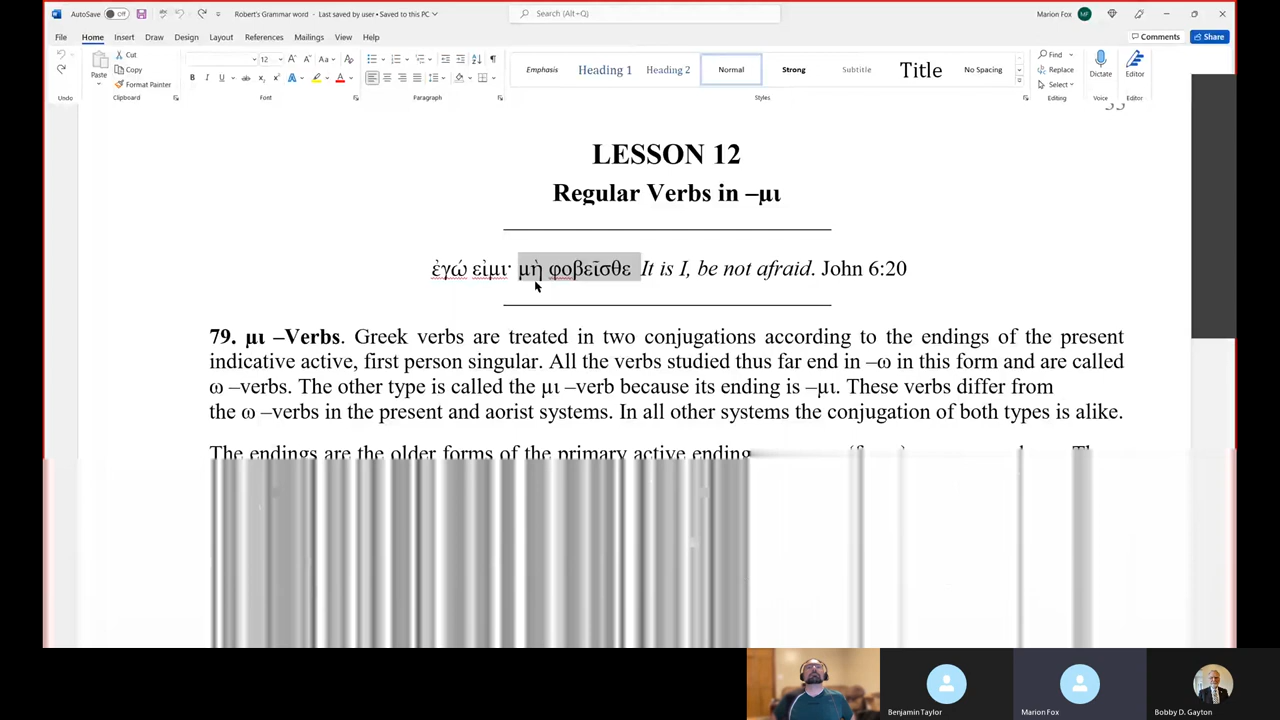 AutoSave Off Robert's Grammar word • Last saved by user • Saved to this PC Search (Alt+Q) Marion Fox MF
File Home Insert Draw Design Layout References Mailings View Help Comments Share
Cut
Copy
Format Painter
Paste
12
Emphasis Heading 1 Heading 2 Normal Strong Subtitle Title No Spacing
Find
Replace
Select
Dictate Editor
Undo Clipboard Font Paragraph Styles Editing Voice Editor
LESSON 12
Regular Verbs in –μι
ἐγώ εἰμι· μὴ φοβεῖσθε It is I, be not afraid. John 6:20
79. μι –Verbs. Greek verbs are treated in two conjugations according to the endings of the present
indicative active, first person singular. All the verbs studied thus far end in –ω in this form and are called
ω –verbs. The other type is called the μι –verb because its ending is –μι. These verbs differ from
the ω –verbs in the present and aorist systems. In all other systems the conjugation of both types is alike.
The endings are the older forms of the primary active ending
Benjamin Taylor Marion Fox Bobby D. Gayton